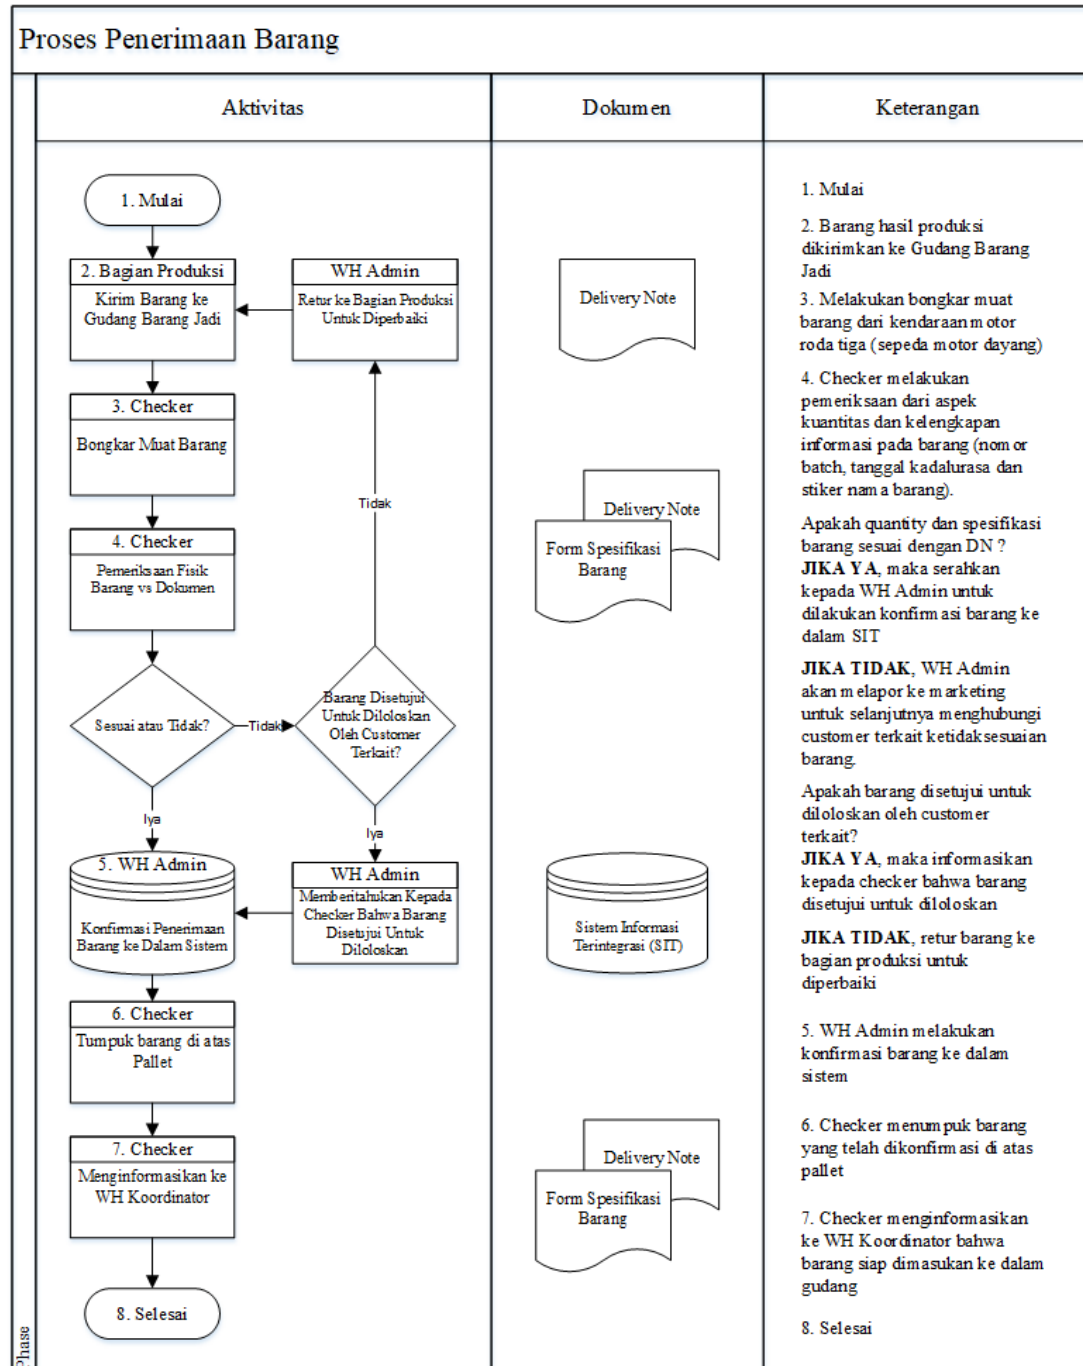 Proses Penerimaan Barang
Aktivitas
Dokumen
Keterangan
1. Mulai
2. Bagian Produksi
Kirim Barang ke
Gudang Barang Jadi
WH Admin
Retur ke Bagian Produksi
Untuk Diperbaiki
3. Checker
Bongkar Muat Barang
Tidak
4. Checker
Pemeriksaan Fisik
Barang vs Dokumen
Sesuai atau Tidak?
Tidak
Barang Disetujui
Untuk Diloloskan
Oleh Customer
Terkait?
Iya
Iya
5. WH Admin
Konfirmasi Penerimaan
Barang ke Dalam Sistem
WH Admin
Memberitahukan Kepada
Checker Bahwa Barang
Disetujui Untuk
Diloloskan
6. Checker
Tumpuk barang di atas
Pallet
7. Checker
Menginformasikan ke
WH Koordinator
8. Selesai
Delivery Note
Delivery Note
Form Spesifikasi
Barang
Sistem Informasi
Terintegrasi (SIT)
Delivery Note
Form Spesifikasi
Barang
1. Mulai
2. Barang hasil produksi
dikirimkan ke Gudang Barang
Jadi
3. Melakukan bongkar muat
barang dari kendaraan motor
roda tiga (sepeda motor dayang)
4. Checker melakukan
pemeriksaan dari aspek
kuantitas dan kelengkapan
informasi pada barang (nomor
batch, tanggal kadalurasa dan
stiker nama barang).
Apakah quantity dan spesifikasi
barang sesuai dengan DN ?
JIKA YA, maka serahkan
kepada WH Admin untuk
dilakukan konfirmasi barang ke
dalam SIT
JIKA TIDAK, WH Admin
akan melapor ke marketing
untuk selanjutnya menghubungi
customer terkait ketidaksesuaian
barang.
Apakah barang disetujui untuk
diloloskan oleh customer
terkait?
JIKA YA, maka informasikan
kepada checker bahwa barang
disetujui untuk diloloskan
JIKA TIDAK, retur barang ke
bagian produksi untuk
diperbaiki
5. WH Admin melakukan
konfirmasi barang ke dalam
sistem
6. Checker menumpuk barang
yang telah dikonfirmasi di atas
pallet
7. Checker menginformasikan
ke WH Koordinator bahwa
barang siap dimasukan ke dalam
gudang
8. Selesai
Phase